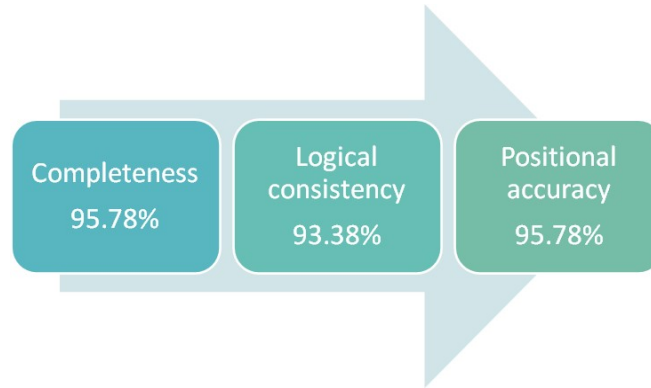 Completeness
95.78%
Logical
consistency
93.38%
Positional
accuracy
95.78%